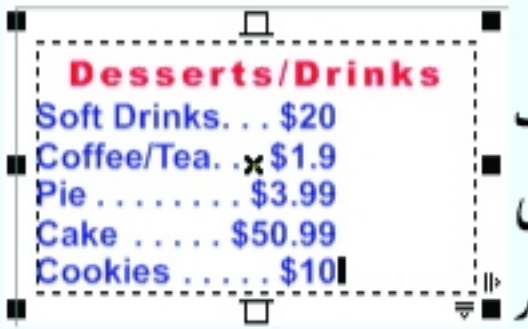 Desserts/Drinks
Soft Drinks. . . $20
Coffee/Tea. . . $1.9
Pie . . . . . . . . $3.99
Cake . . . . . $50.99
Cookies . . . . . $10